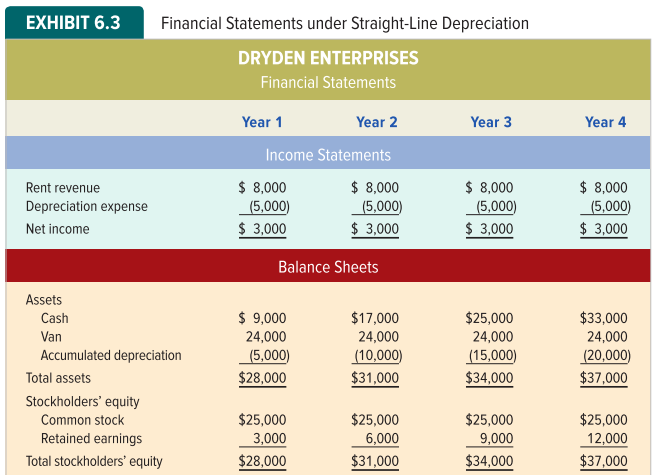 EXHIBIT 6.3 Financial Statements under Straight-Line Depreciation
DRYDEN ENTERPRISES
Financial Statements
Year 1 Year 2 Year 3 Year 4
Income Statements
Rent revenue $ 8,000 $ 8,000 $ 8,000 $ 8,000
Depreciation expense (5,000) (5,000) (5,000) (5,000)
Net income $ 3,000 $ 3,000 $ 3,000 $ 3,000
Balance Sheets
Assets
Cash $ 9,000 $17,000 $25,000 $33,000
Van 24,000 24,000 24,000 24,000
Accumulated depreciation (5,000) (10,000) (15,000) (20,000)
Total assets $28,000 $31,000 $34,000 $37,000
Stockholders’ equity
Common stock $25,000 $25,000 $25,000 $25,000
Retained earnings 3,000 6,000 9,000 12,000
Total stockholders’ equity $28,000 $31,000 $34,000 $37,000